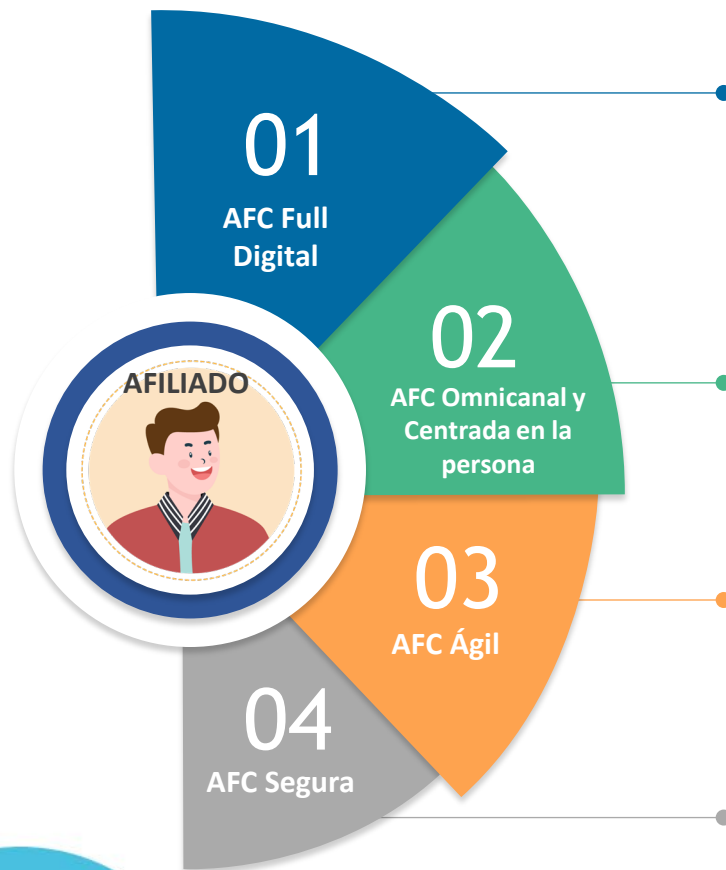 01
AFC Full
Digital
02
AFC Omnicanal y
Centrada en la
persona
AFILIADO
03
AFC Ágil
04
AFC Segura